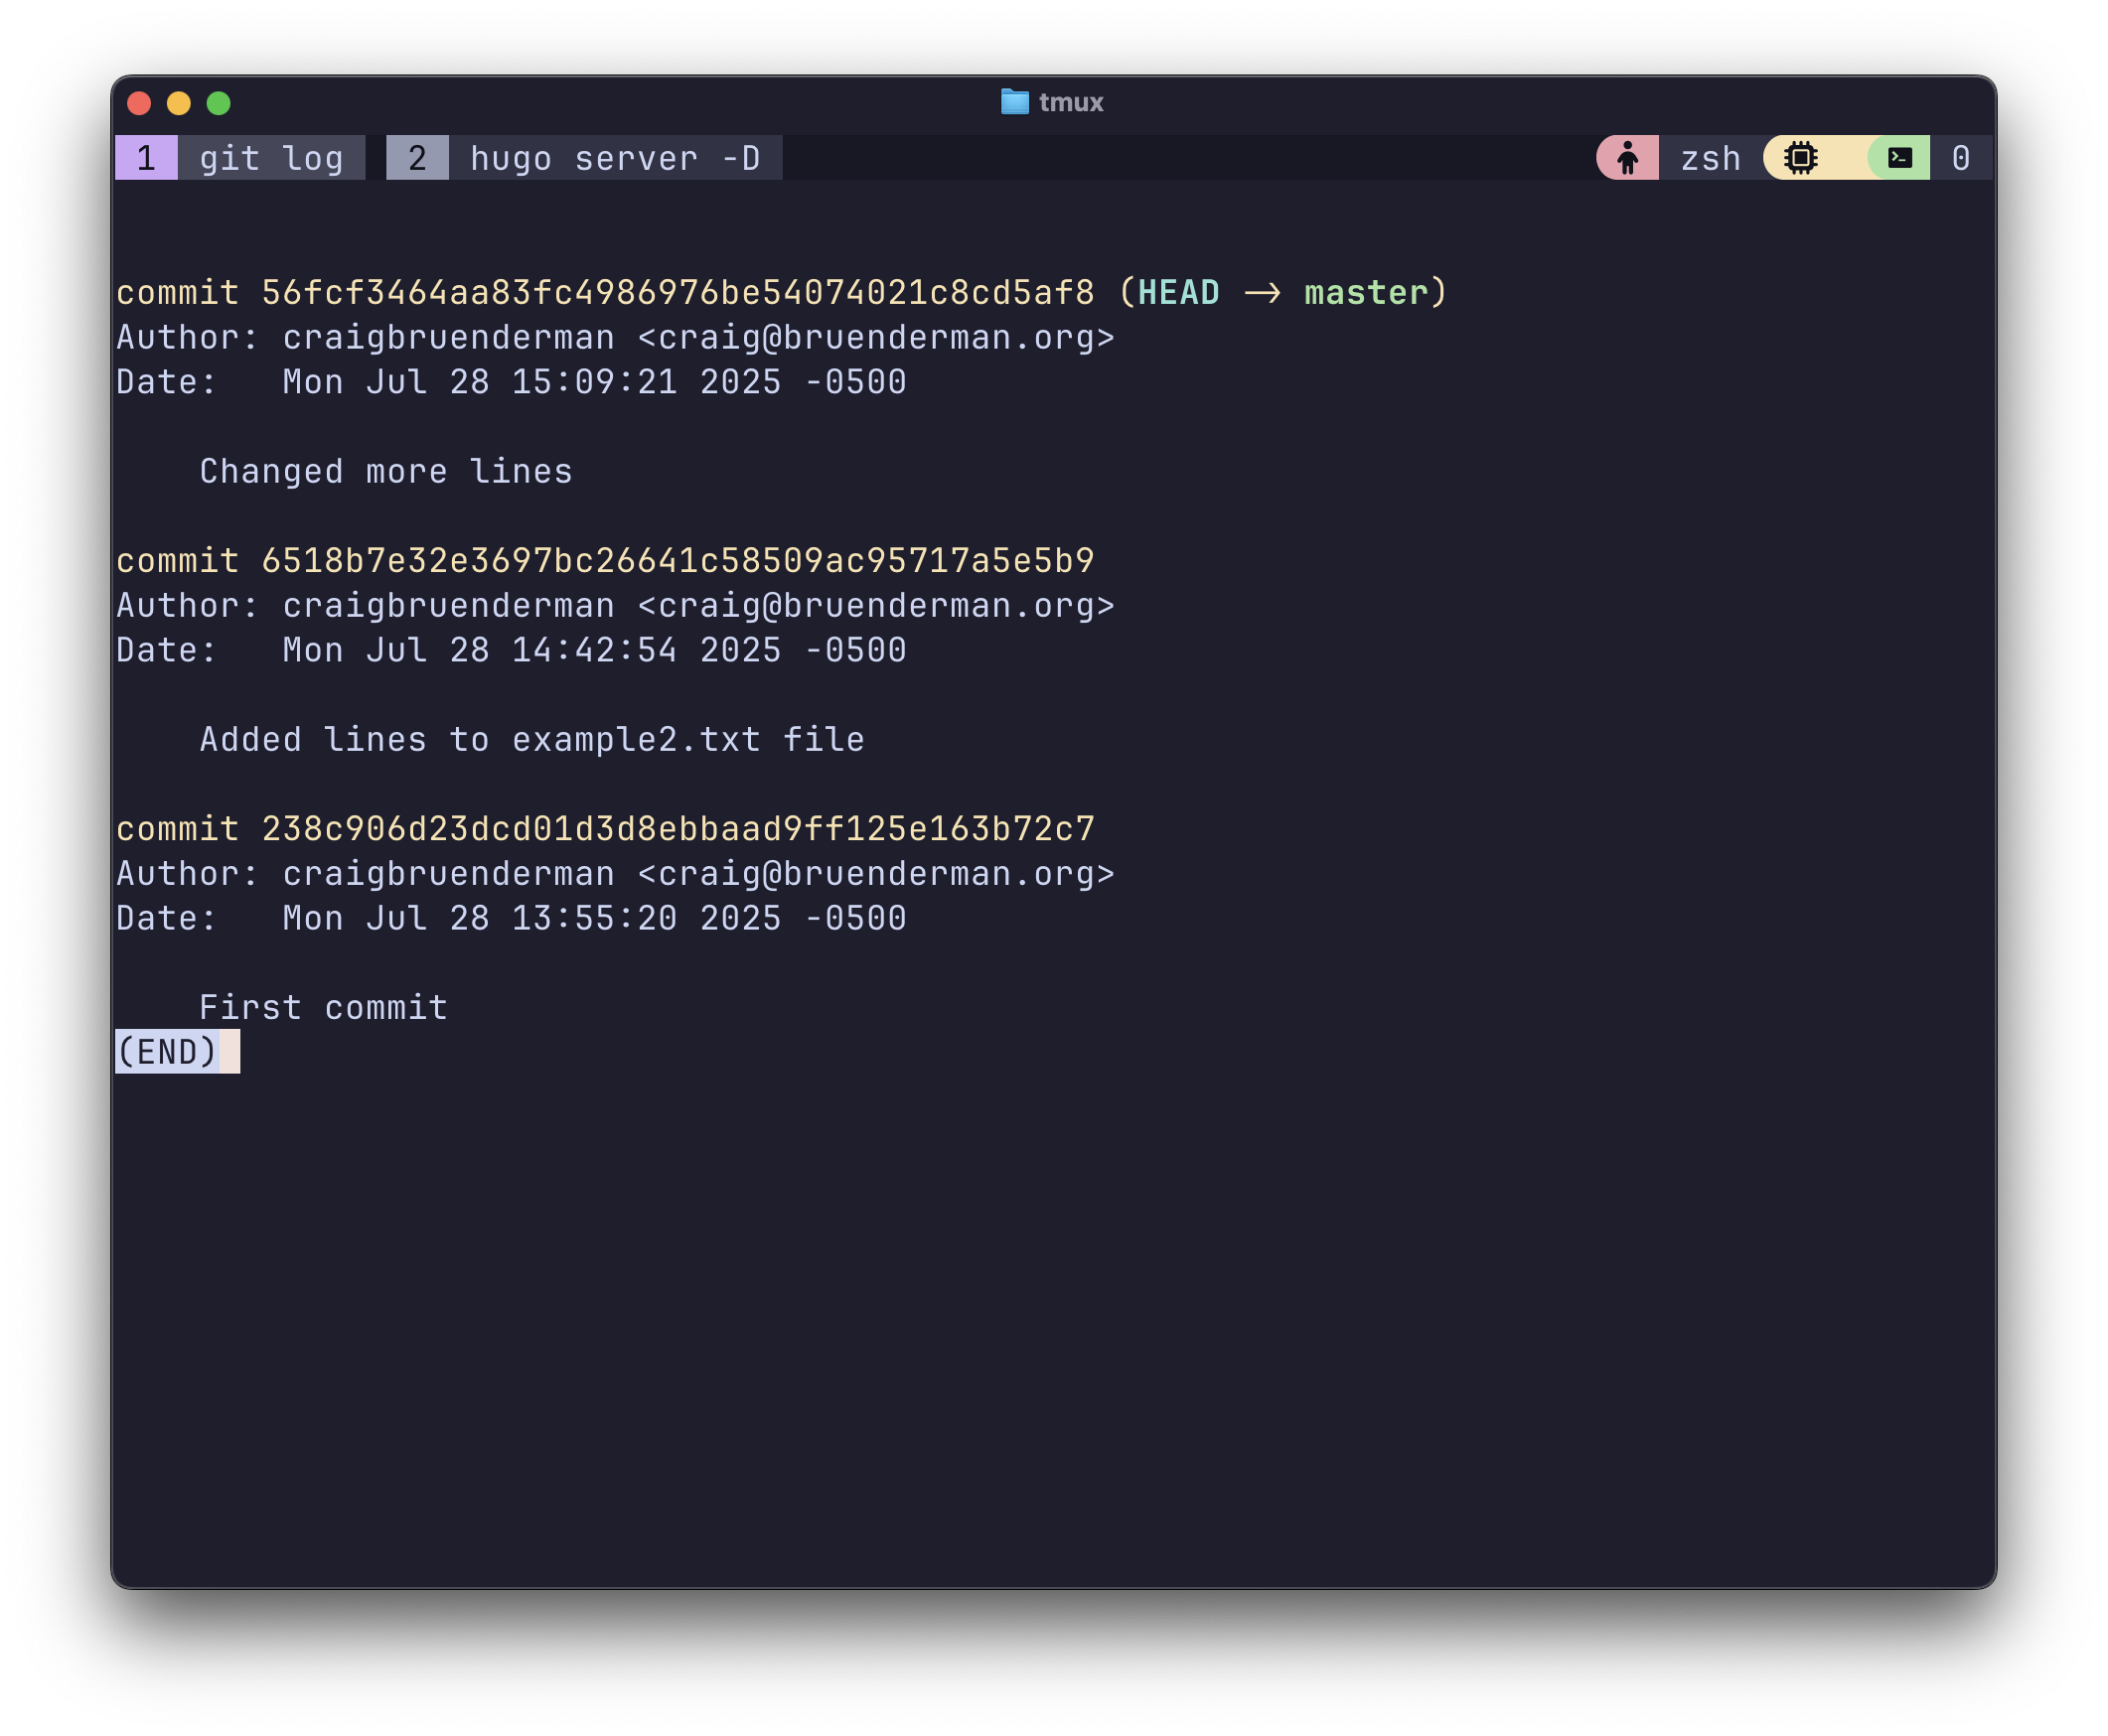 tmux
1 git log 2 hugo server -D zsh 0
commit 56fcf3464aa83fc4986976be54074021c8cd5af8 (HEAD -> master)
Author: craigbruenderman <craig@bruenderman.org>
Date:   Mon Jul 28 15:09:21 2025 -0500
    Changed more lines
commit 6518b7e32e3697bc26641c58509ac95717a5e5b9
Author: craigbruenderman <craig@bruenderman.org>
Date:   Mon Jul 28 14:42:54 2025 -0500
    Added lines to example2.txt file
commit 238c906d23dcd01d3d8ebbaad9ff125e163b72c7
Author: craigbruenderman <craig@bruenderman.org>
Date:   Mon Jul 28 13:55:20 2025 -0500
    First commit
(END)